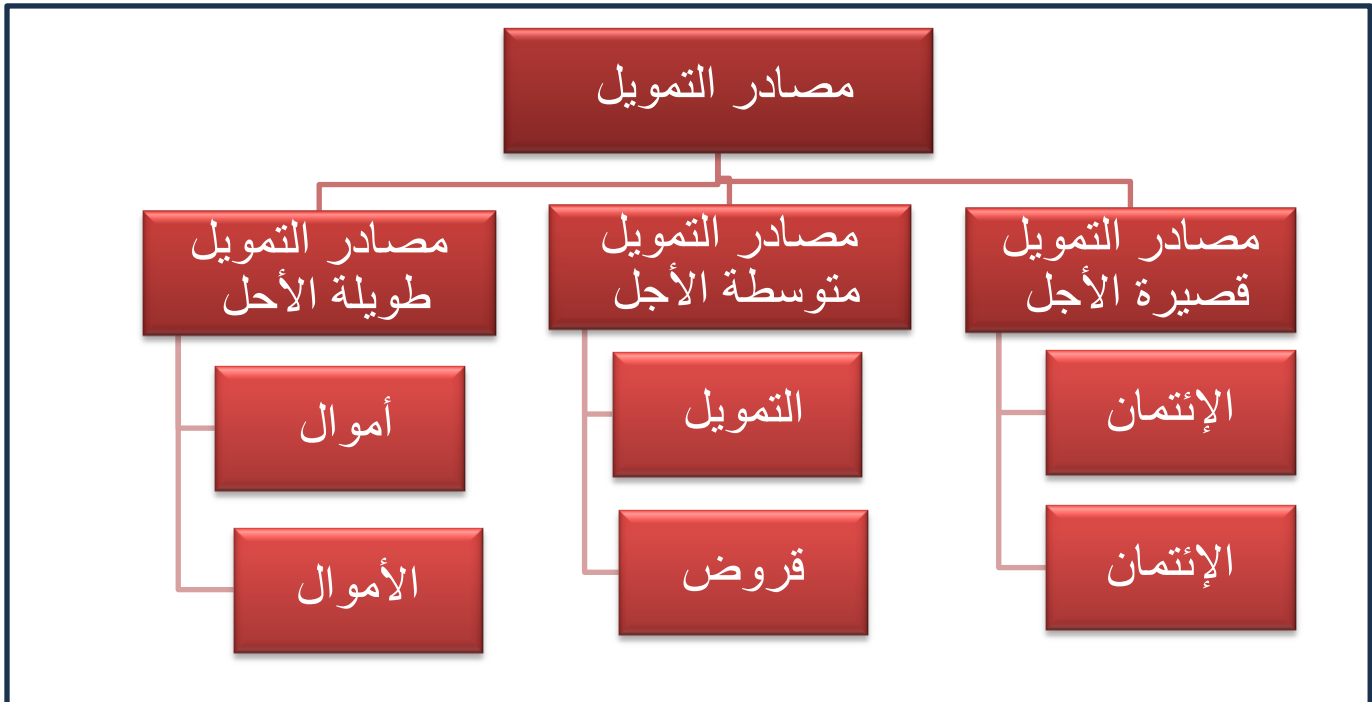 مصادر التمويل
مصادر التمويل
قصيرة الأجل
الإئتمان
الإئتمان
مصادر التمويل
متوسطة الأجل
التمويل
قروض
مصادر التمويل
طويلة الأحل
أموال
الأموال